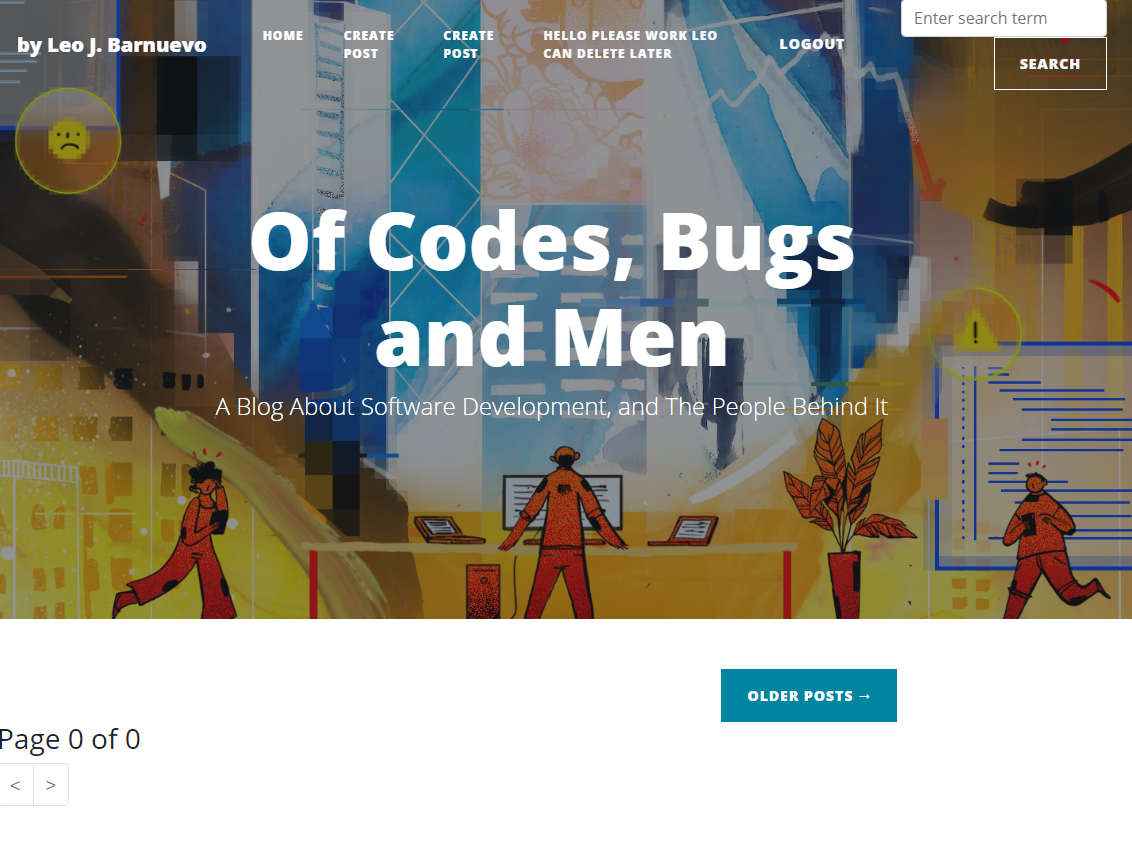 by Leo J. Barnuevo
HOME
CREATE
POST
CREATE
POST
HELLO PLEASE WORK LEO
CAN DELETE LATER
LOGOUT
Enter search term
SEARCH
Of Codes, Bugs
and Men
A Blog About Software Development, and The People Behind It
OLDER POSTS →
Page 0 of 0
< >